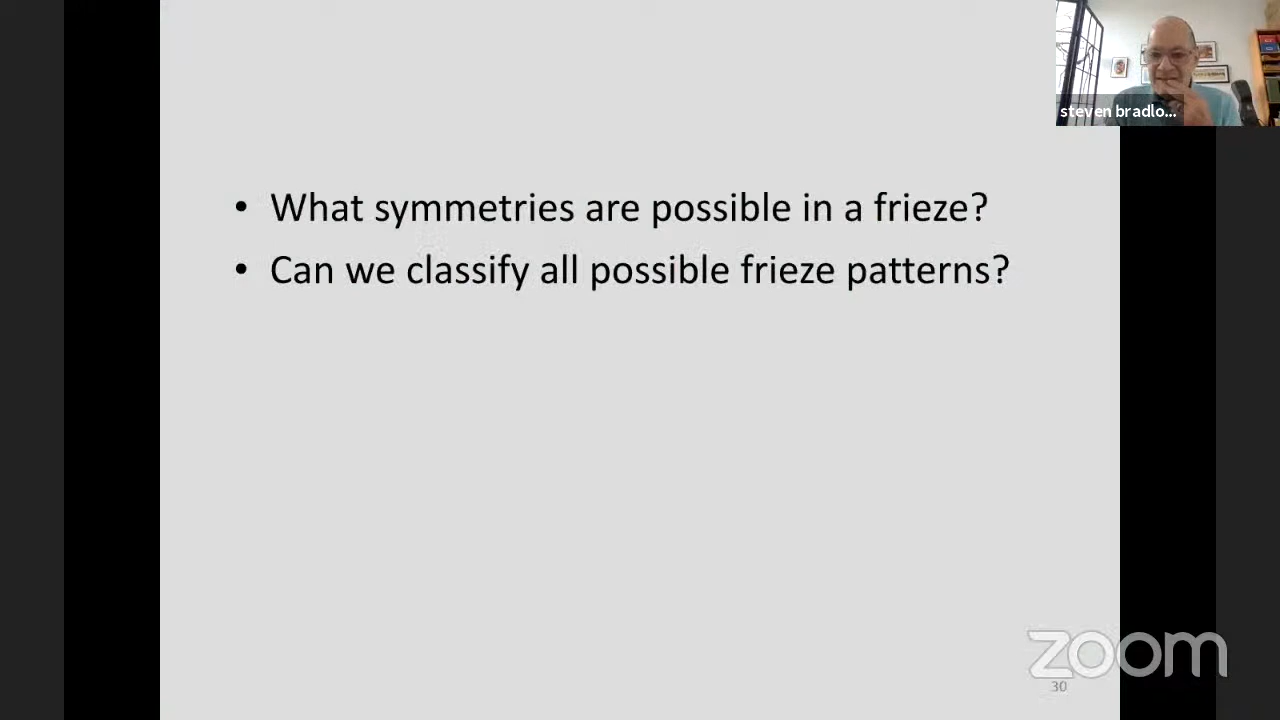 steven bradlo...
• What symmetries are possible in a frieze?
• Can we classify all possible frieze patterns?
zoom
30